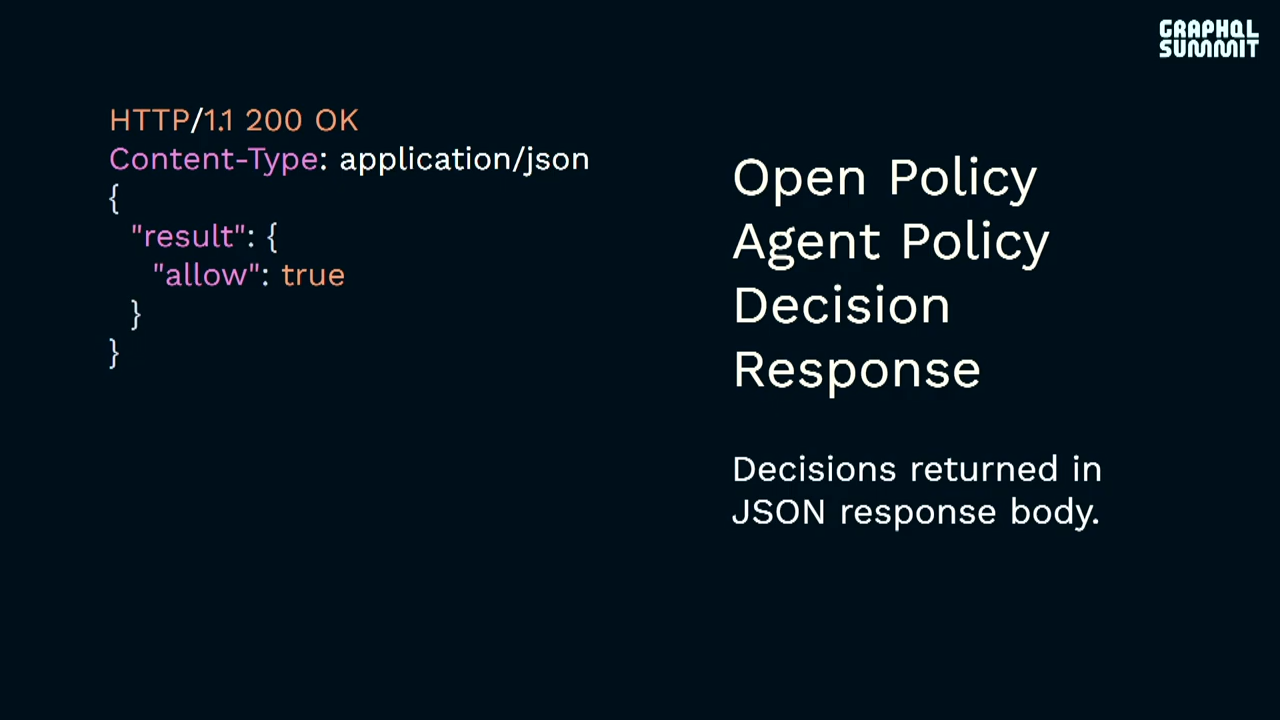 GRAPHQL
SUMMIT
HTTP/1.1 200 OK
Content-Type: application/json
{
"result": {
"allow": true
}
}
Open Policy
Agent Policy
Decision
Response
Decisions returned in
JSON response body.